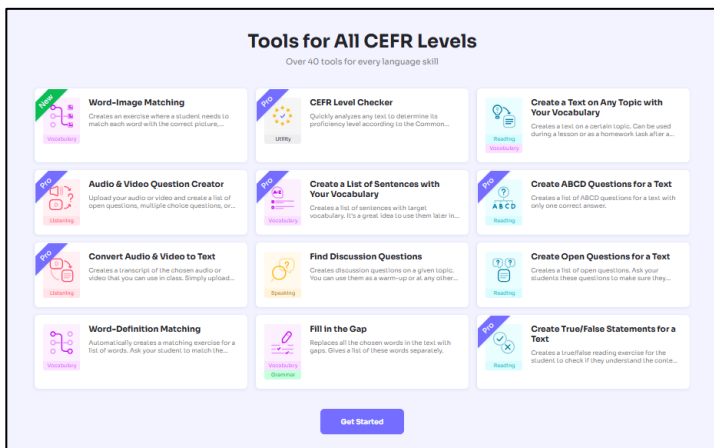 Tools for All CEFR Levels
Over 40 tools for every language skill
New
Word-Image Matching
Creates an exercise where a student needs to
match each word with the correct picture,...
Vocabulary
Pro
CEFR Level Checker
Quickly analyzes any text to determine its
proficiency level according to the Common...
Utility
Create a Text on Any Topic with
Your Vocabulary
Creates a text on a certain topic. Can be used
during a lesson or as a homework task after a...
Reading
Vocabulary
Pro
Audio & Video Question Creator
Upload your audio or video and create a list of
open questions, multiple choice questions, or...
Listening
Pro
Create a List of Sentences with
Your Vocabulary
Creates a list of sentences with target
vocabulary. It's a great idea to use them later in...
Vocabulary
Pro
Create ABCD Questions for a Text
Creates a list of ABCD questions for a text with
only one correct answer.
A B C D
Reading
Pro
Convert Audio & Video to Text
Creates a transcript of the chosen audio or
video that you can use in class. Simply upload...
Listening
Find Discussion Questions
Creates discussion questions on a given topic.
You can use them as a warm-up or at any other...
Speaking
Create Open Questions for a Text
Creates a list of open questions. Ask your
students these questions to make sure they...
Reading
Word-Definition Matching
Automatically creates a matching exercise for a
list of words. Ask your student to match the...
Vocabulary
Fill in the Gap
Replaces all the chosen words in the text with
gaps. Gives a list of these words separately.
Vocabulary
Grammar
Pro
Create True/False Statements for a
Text
Creates a true/false reading exercise for the
student to check if they understand the conte...
Reading
Get Started